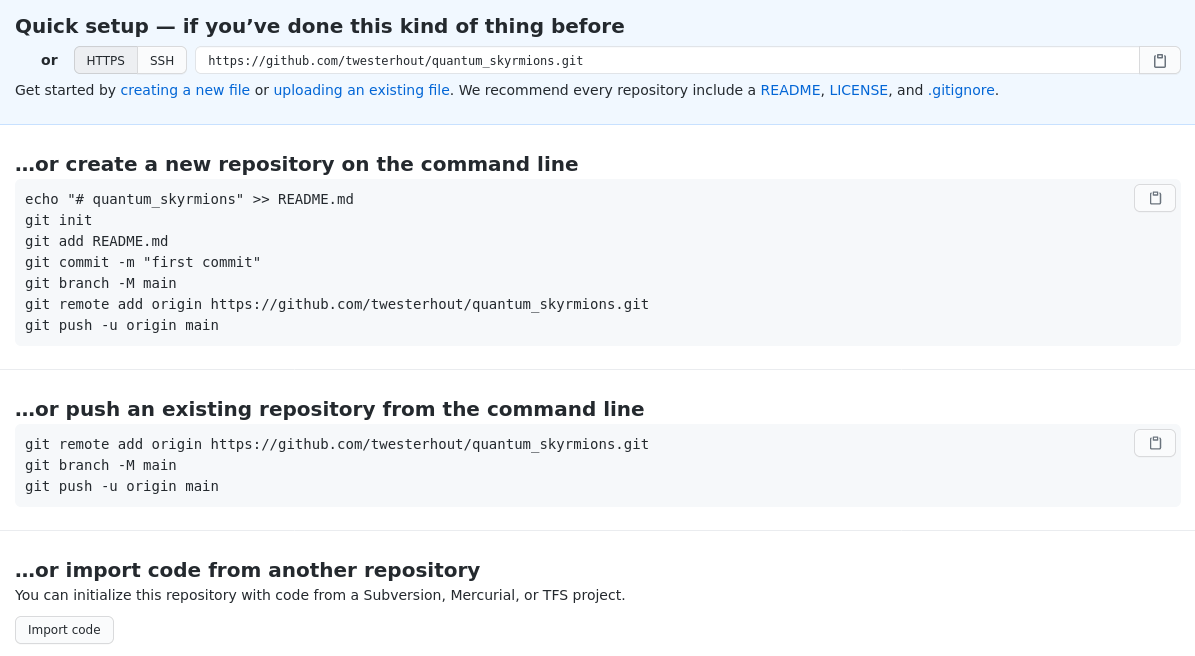 Quick setup — if you’ve done this kind of thing before
or HTTPS SSH https://github.com/twesterhout/quantum_skyrmions.git
Get started by creating a new file or uploading an existing file. We recommend every repository include a README, LICENSE, and .gitignore.
…or create a new repository on the command line
echo "# quantum_skyrmions" >> README.md
git init
git add README.md
git commit -m "first commit"
git branch -M main
git remote add origin https://github.com/twesterhout/quantum_skyrmions.git
git push -u origin main
…or push an existing repository from the command line
git remote add origin https://github.com/twesterhout/quantum_skyrmions.git
git branch -M main
git push -u origin main
…or import code from another repository
You can initialize this repository with code from a Subversion, Mercurial, or TFS project.
Import code